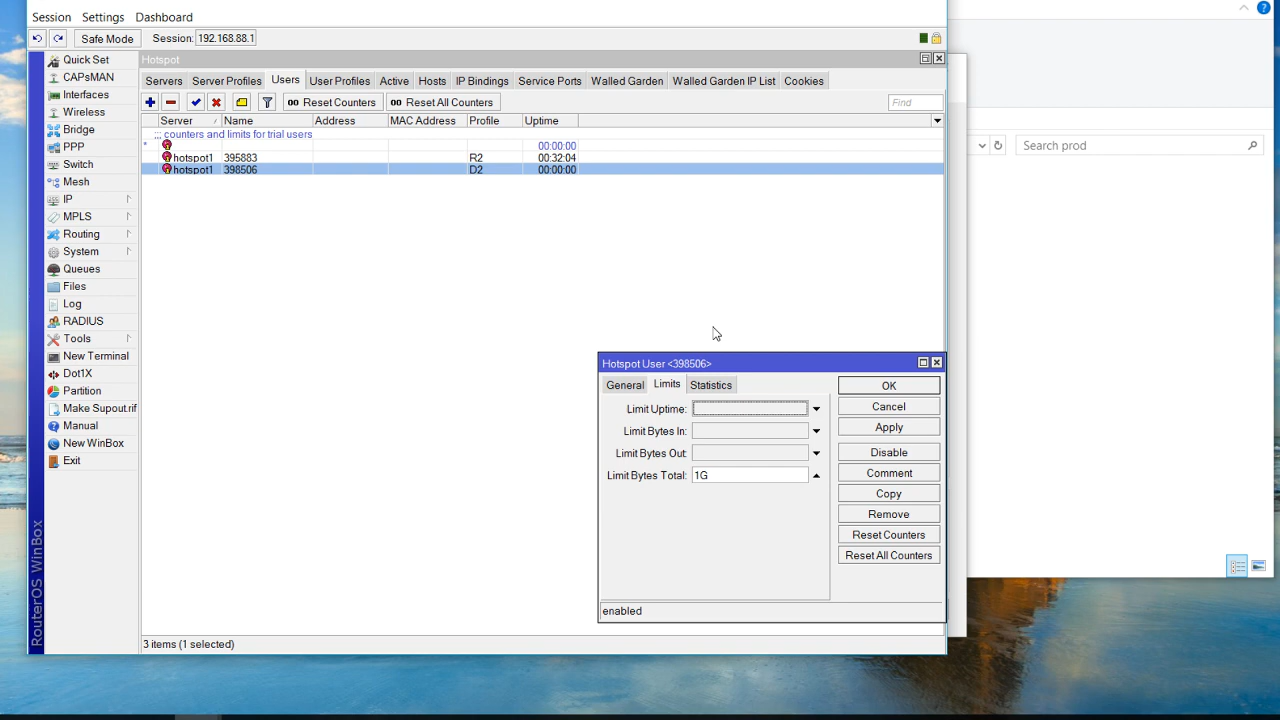 Session Settings Dashboard
Safe Mode Session: 192.168.88.1
Hotspot
Quick Set
CAPsMAN
Interfaces
Wireless
Bridge
PPP
Switch
Mesh
IP
MPLS
Routing
System
Queues
Files
Log
RADIUS
Tools
New Terminal
Dot1X
Partition
Make Supout.rif
Manual
New WinBox
Exit
RouterOS WinBox
Servers Server Profiles Users User Profiles Active Hosts IP Bindings Service Ports Walled Garden Walled Garden IP List Cookies
00 Reset Counters 00 Reset All Counters Find
Server Name Address MAC Address Profile Uptime
;;; counters and limits for trial users
* 00:00:00
hotspot1 395883 R2 00:32:04
hotspot1 398506 D2 00:00:00
Search prod
Hotspot User <398506>
General Limits Statistics
Limit Uptime:
Limit Bytes In:
Limit Bytes Out:
Limit Bytes Total: 1G
OK
Cancel
Apply
Disable
Comment
Copy
Remove
Reset Counters
Reset All Counters
enabled
3 items (1 selected)